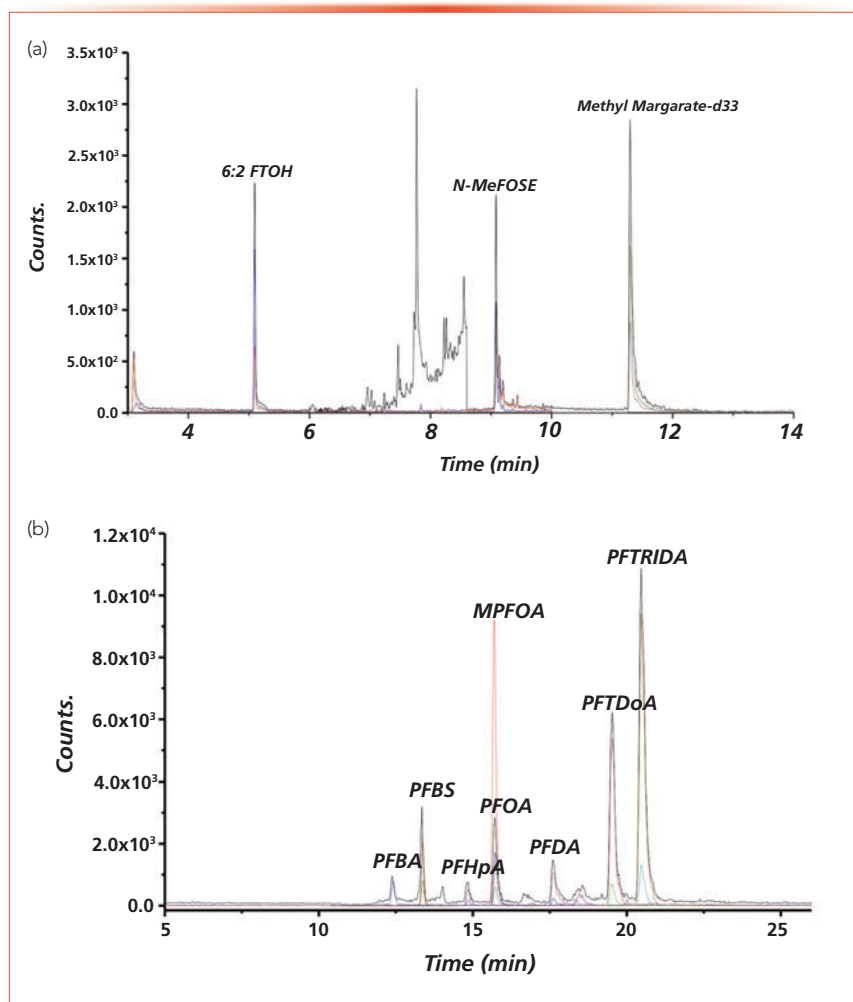 (a)
3.5x10³
3.0x10³
2.5x10³
2.0x10³
1.5x10³
1.0x10³
5.0x10²
0.0
Counts.
6:2 FTOH
N-MeFOSE
Methyl Margarate-d33
4 6 8 10 12 14
Time (min)
(b)
1.2x10⁴
1.0x10⁴
8.0x10³
6.0x10³
4.0x10³
2.0x10³
0.0
Counts.
PFTRIDA
MPFOA
PFTDoA
PFBS
PFOA
PFBA
PFHpA
PFDA
5 10 15 20 25
Time (min)